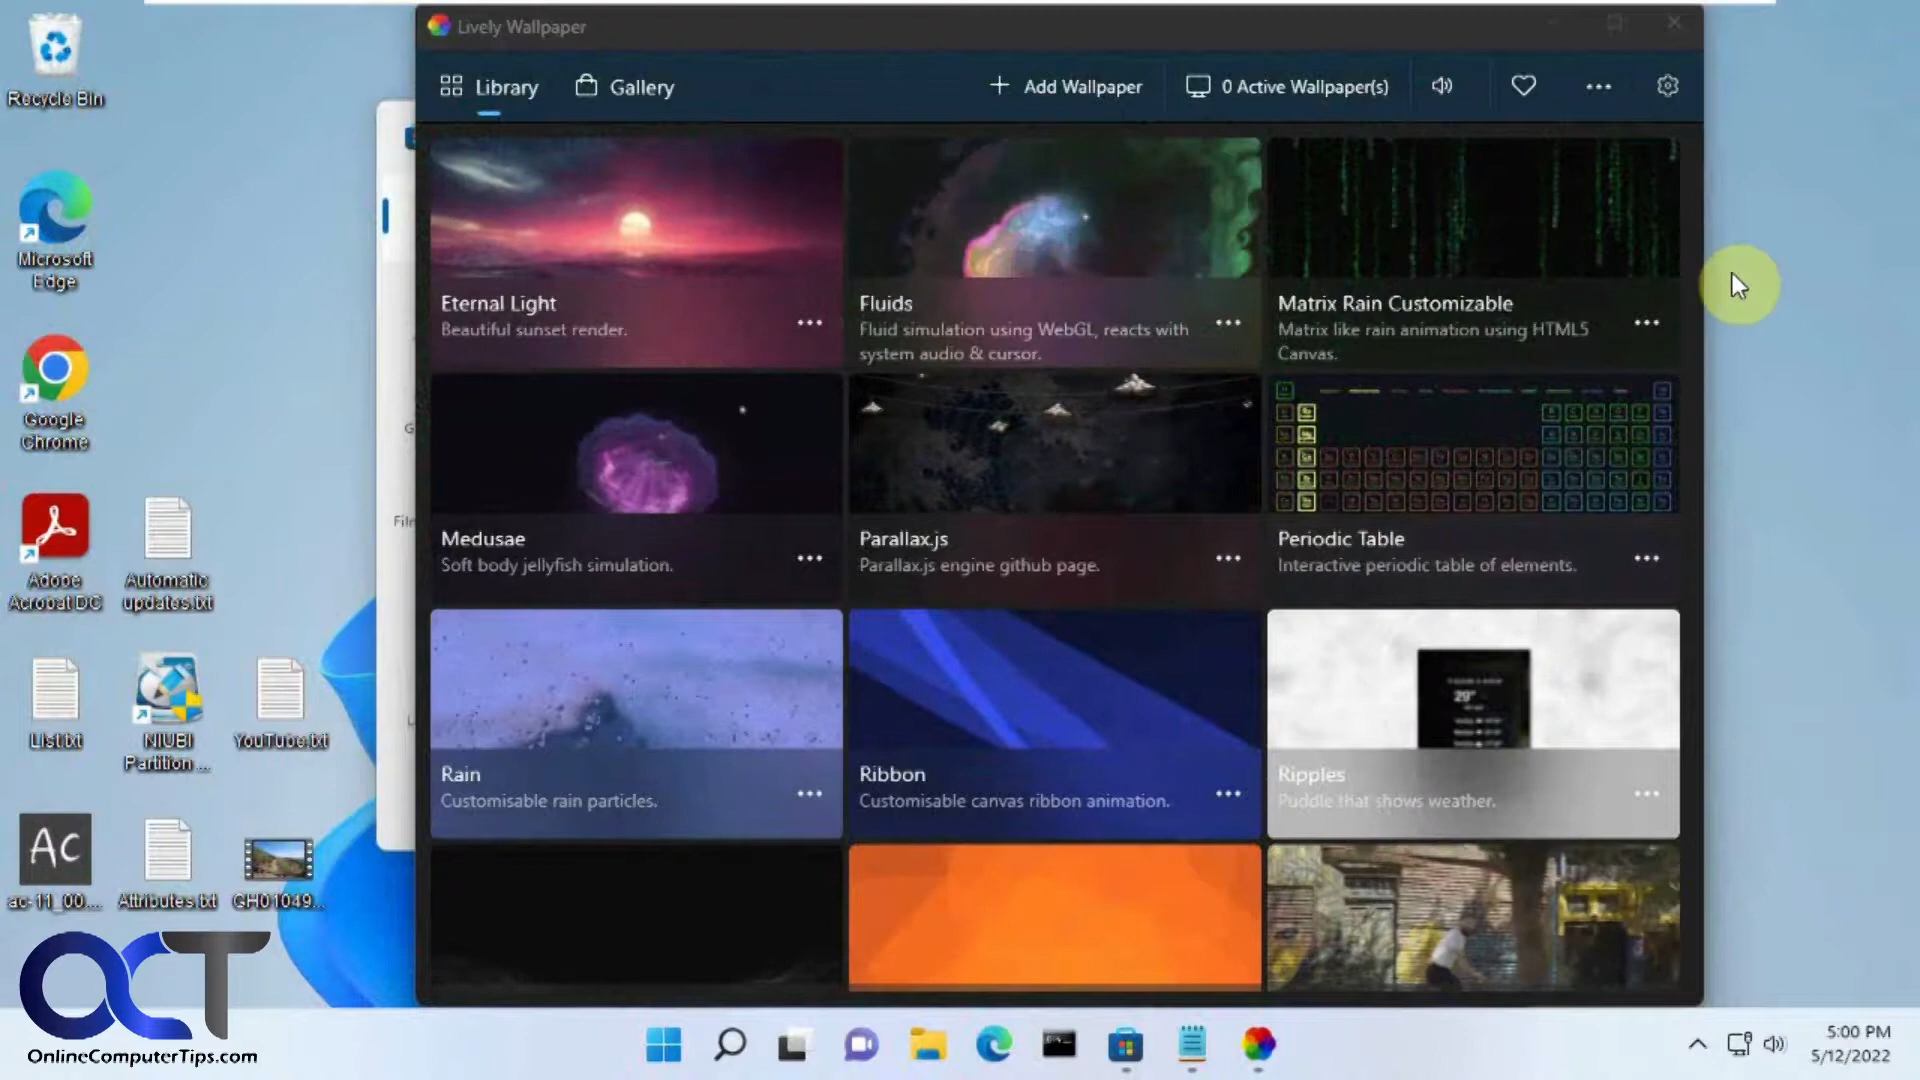 Recycle Bin
Microsoft
Edge
Google
Chrome
Adobe
Acrobat DC
Automatic
updates.txt
List.txt
NIUBI
Partition ...
YouTube.txt
Ac
ac-11_00....
Attributes.txt
GH01049...
OCT
OnlineComputerTips.com
Lively Wallpaper
Library
Gallery
Add Wallpaper
0 Active Wallpaper(s)
Eternal Light
Beautiful sunset render.
Fluids
Fluid simulation using WebGL, reacts with
system audio & cursor.
Matrix Rain Customizable
Matrix like rain animation using HTML5
Canvas.
Medusae
Soft body jellyfish simulation.
Parallax.js
Parallax.js engine github page.
Periodic Table
Interactive periodic table of elements.
Rain
Customisable rain particles.
Ribbon
Customisable canvas ribbon animation.
29°
Ripples
Puddle that shows weather.
5:00 PM
5/12/2022